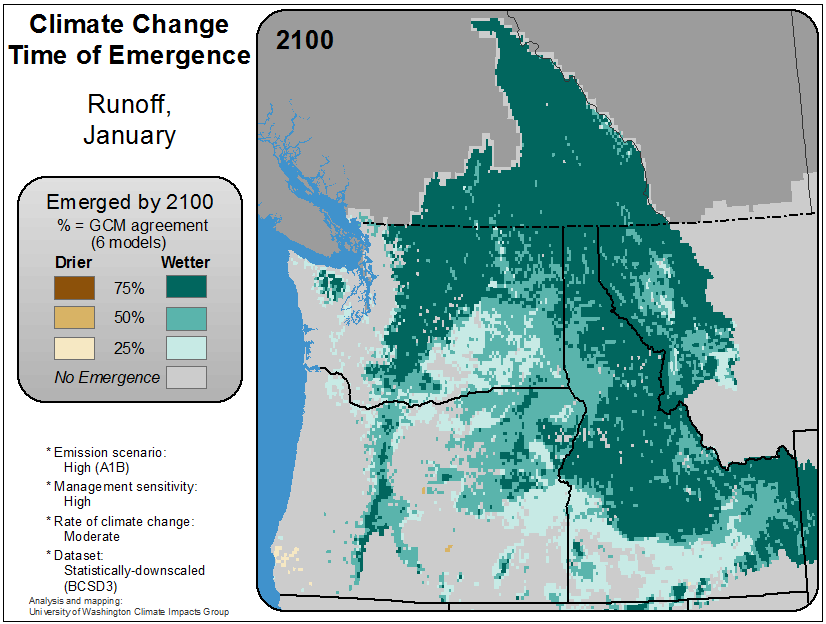 Climate Change
Time of Emergence
Runoff,
January
Emerged by 2100
% = GCM agreement
(6 models)
Drier Wetter
75%
50%
25%
No Emergence
* Emission scenario:
High (A1B)
* Management sensitivity:
High
* Rate of climate change:
Moderate
* Dataset:
Statistically-downscaled
(BCSD3)
Analysis and mapping:
University of Washington Climate Impacts Group
2100